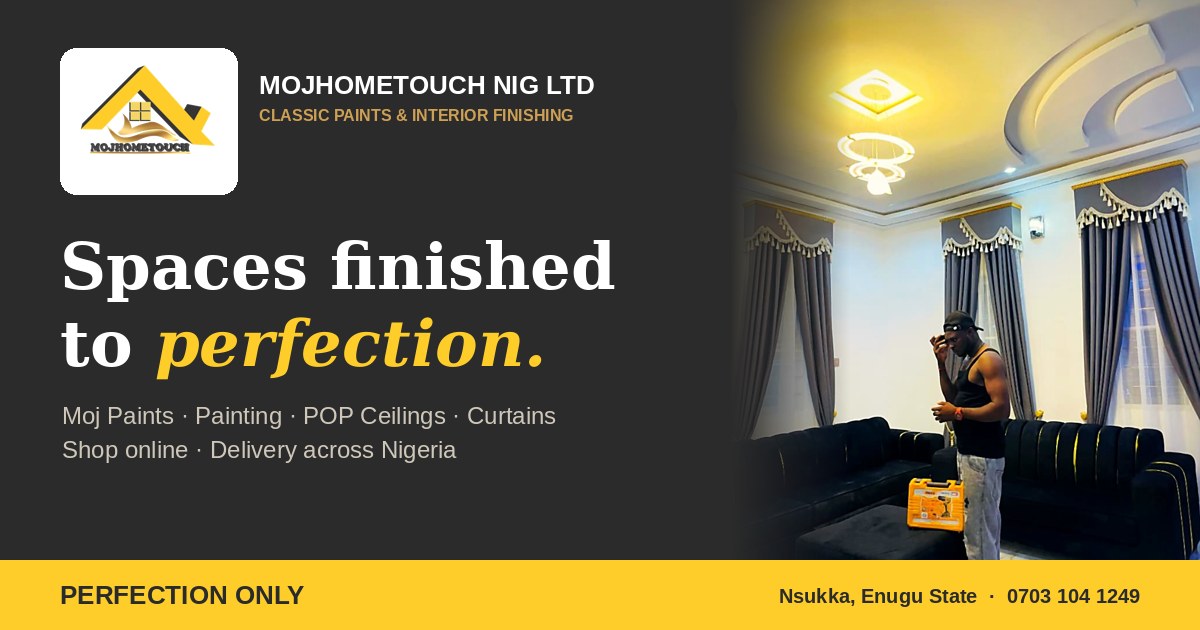 MOJHOMETOUCH
MOJHOMETOUCH NIG LTD
CLASSIC PAINTS & INTERIOR FINISHING
Spaces finished
to perfection.
Moj Paints · Painting · POP Ceilings · Curtains
Shop online · Delivery across Nigeria
PERFECTION ONLY
Nsukka, Enugu State · 0703 104 1249